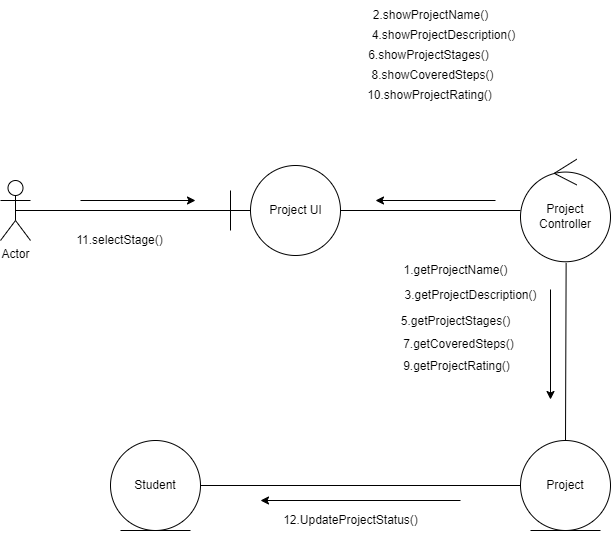 2.showProjectName()
4.showProjectDescription()
6.showProjectStages()
8.showCoveredSteps()
10.showProjectRating()
Project UI
Project
Controller
Actor
11.selectStage()
1.getProjectName()
3.getProjectDescription()
5.getProjectStages()
7.getCoveredSteps()
9.getProjectRating()
Student
Project
12.UpdateProjectStatus()